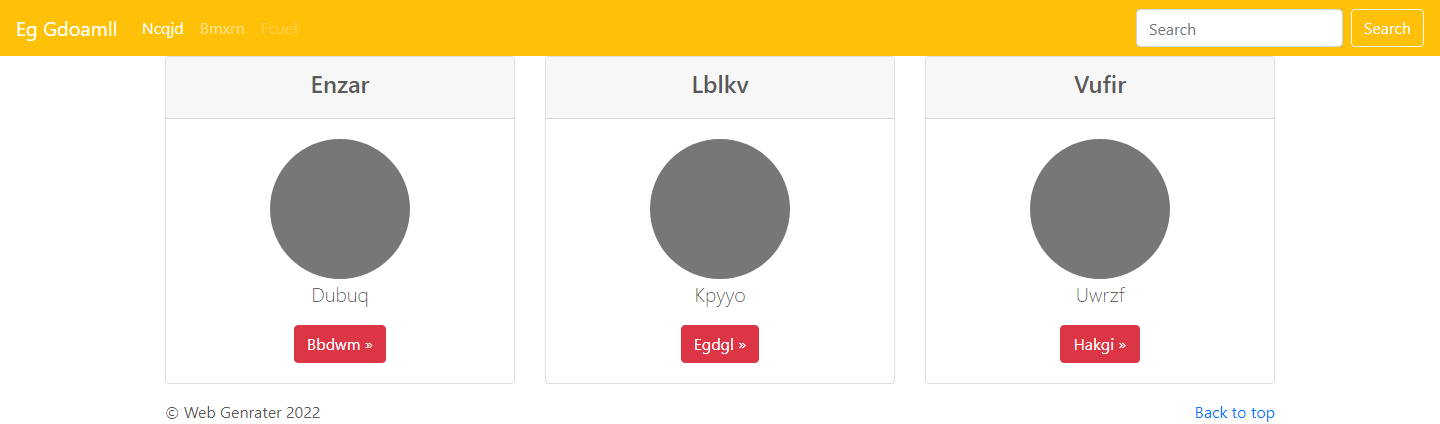 Eg Gdoamll Ncqjd Bmxrn Fcuef Search Search
Enzar Lblkv Vufir
Dubuq Kpyyo Uwrzf
Bbdwm » Egdgl » Hakgi »
© Web Genrater 2022 Back to top